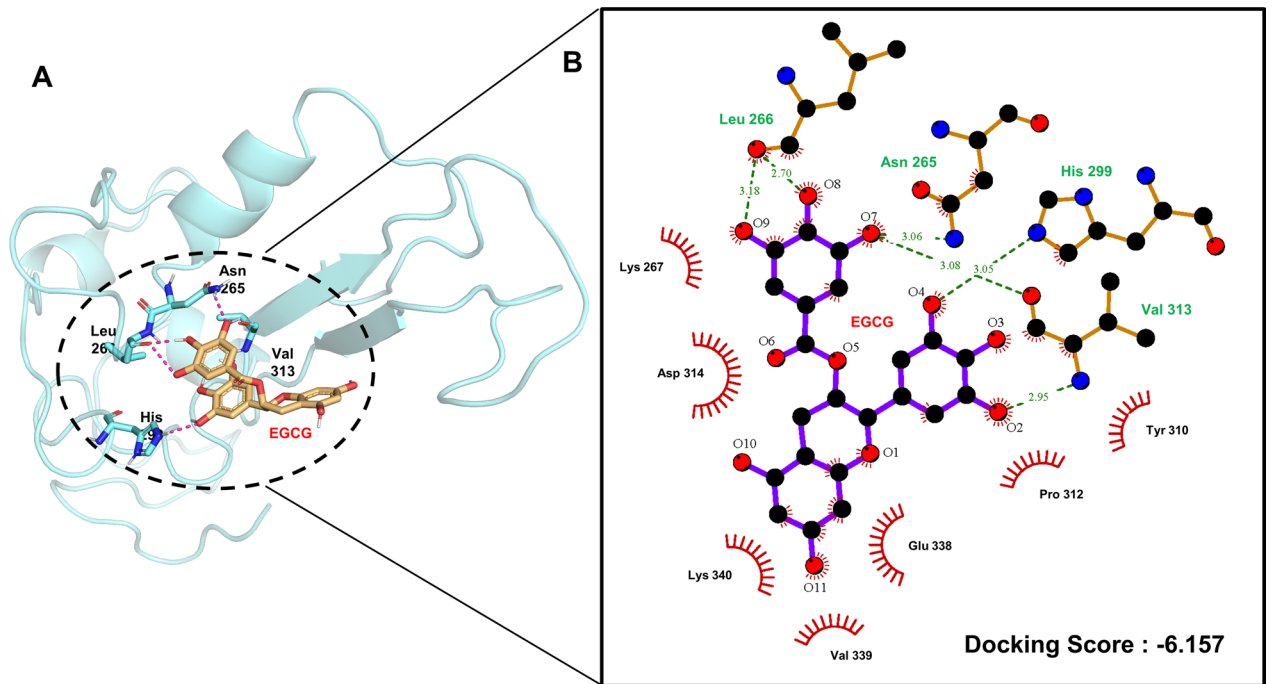 A
Asn
265
Leu
26
Val
313
His
29
EGCG
B
Leu 266
Asn 265
His 299
2.70
3.18
O8
O9
O7
3.06
3.08
3.05
Lys 267
O4
Val 313
EGCG
O3
O6
O5
Asp 314
2.95
O2
Tyr 310
O10
O1
Pro 312
Glu 338
Lys 340
O11
Val 339
Docking Score : -6.157